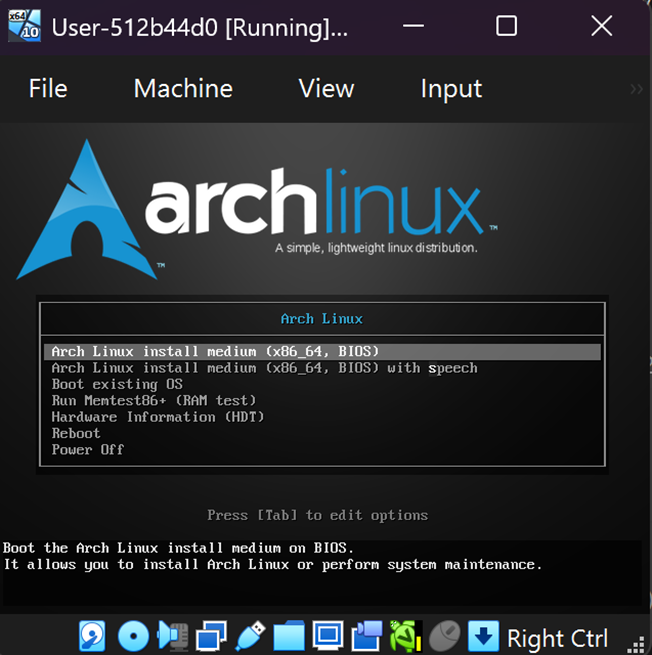 x64
10
User-512b44d0 [Running]...
File Machine View Input
archlinux™
A simple, lightweight linux distribution.
™
Arch Linux
Arch Linux install medium (x86_64, BIOS)
Arch Linux install medium (x86_64, BIOS) with speech
Boot existing OS
Run Memtest86+ (RAM test)
Hardware Information (HDT)
Reboot
Power Off
Press [Tab] to edit options
Boot the Arch Linux install medium on BIOS.
It allows you to install Arch Linux or perform system maintenance.
Right Ctrl